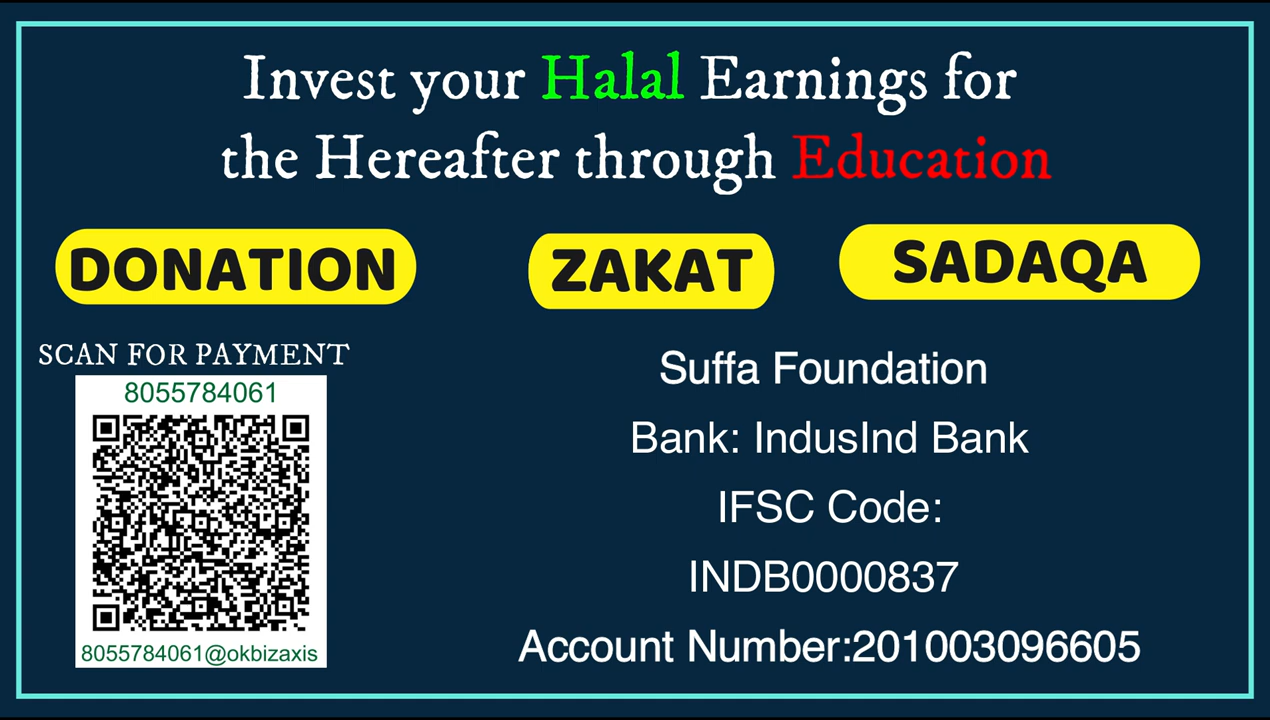 Invest your Halal Earnings for
the Hereafter through Education
DONATION
ZAKAT
SADAQA
SCAN FOR PAYMENT
8055784061
8055784061@okbizaxis
Suffa Foundation
Bank: IndusInd Bank
IFSC Code:
INDB0000837
Account Number:201003096605